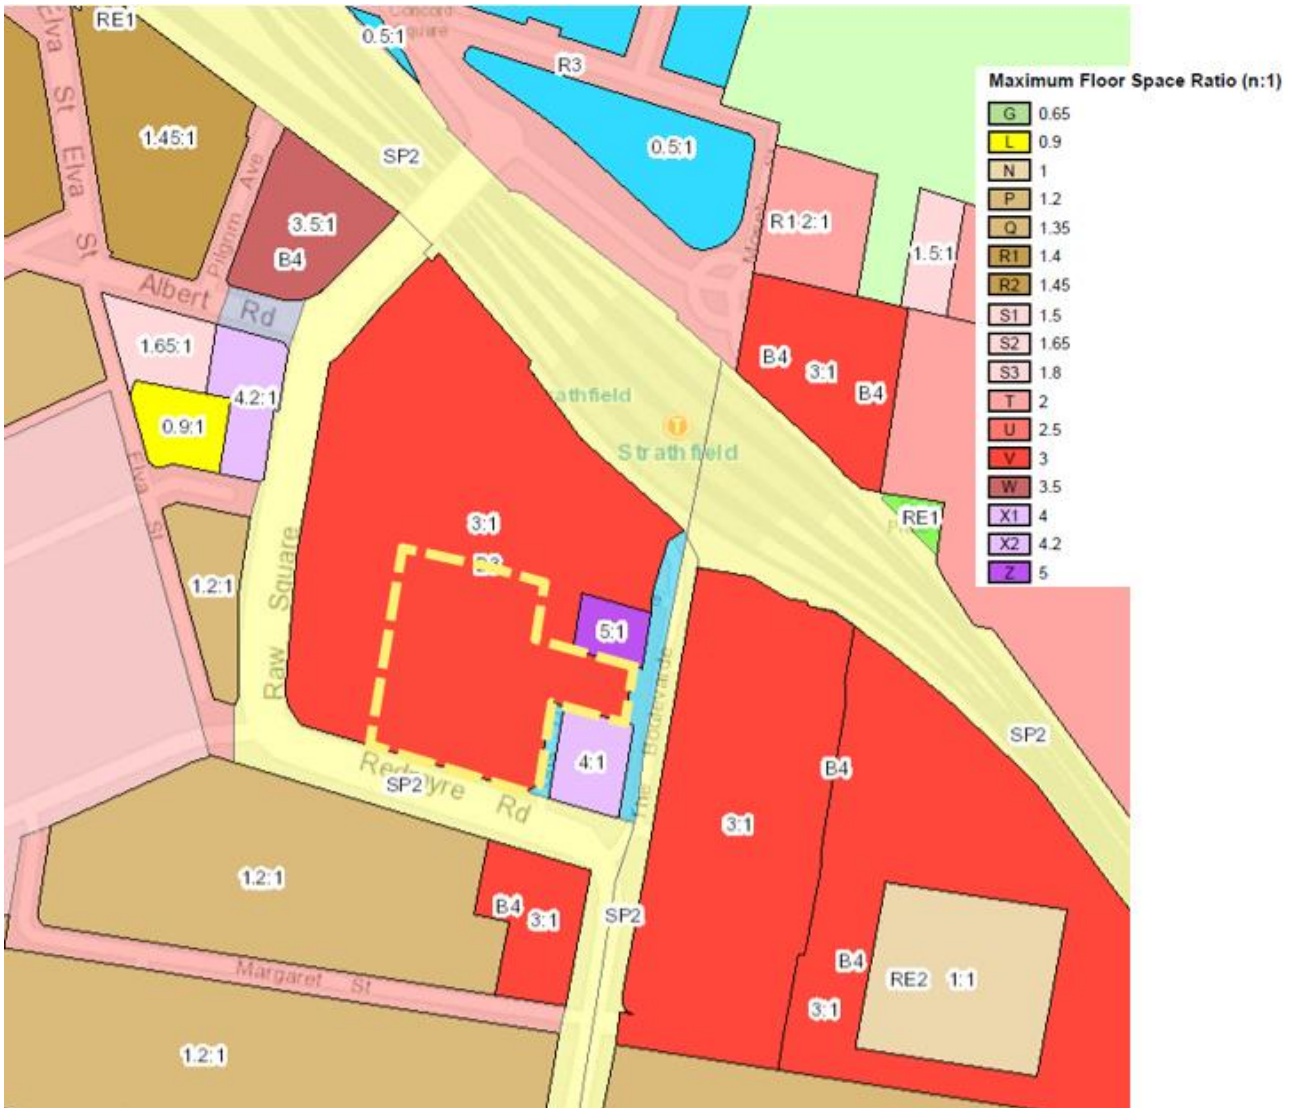 RE1
Concord
Square
0.5:1
R3
Maximum Floor Space Ratio (n:1)
G 0.65
L 0.9
N 1
P 1.2
Q 1.35
R1 1.4
R2 1.45
S1 1.5
S2 1.65
S3 1.8
T 2
U 2.5
V 3
W 3.5
X1 4
X2 4.2
Z 5
Elva St
Elva St
1.45:1
SP2
0.5:1
Pilgrim Ave
3.5:1
B4
R1 2:1
1.5:1
Albert Rd
1.65:1
4.2:1
0.9:1
B4
3:1
B4
rathfield
T
Strathfield
Elva St
RE1
3:1
B3
1.2:1
Raw Square
5:1
The Boulevarde
4:1
Redmyre Rd
SP2
SP2
B4
3:1
1.2:1
B4
3:1
SP2
B4
RE2 1:1
3:1
Margaret St
1.2:1